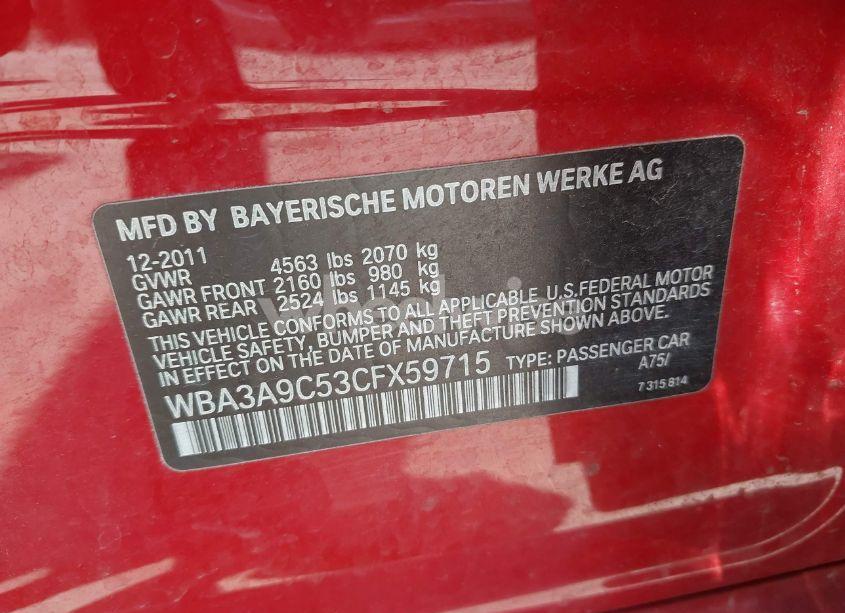 MFD BY BAYERISCHE MOTOREN WERKE AG
12-2011
GVWR 4563 lbs 2070 kg
GAWR FRONT 2160 lbs 980 kg
GAWR REAR 2524 lbs 1145 kg
THIS VEHICLE CONFORMS TO ALL APPLICABLE U.S.FEDERAL MOTOR
VEHICLE SAFETY, BUMPER AND THEFT PREVENTION STANDARDS
IN EFFECT ON THE DATE OF MANUFACTURE SHOWN ABOVE.
WBA3A9C53CFX59715 TYPE: PASSENGER CAR
A75/
7 315 814